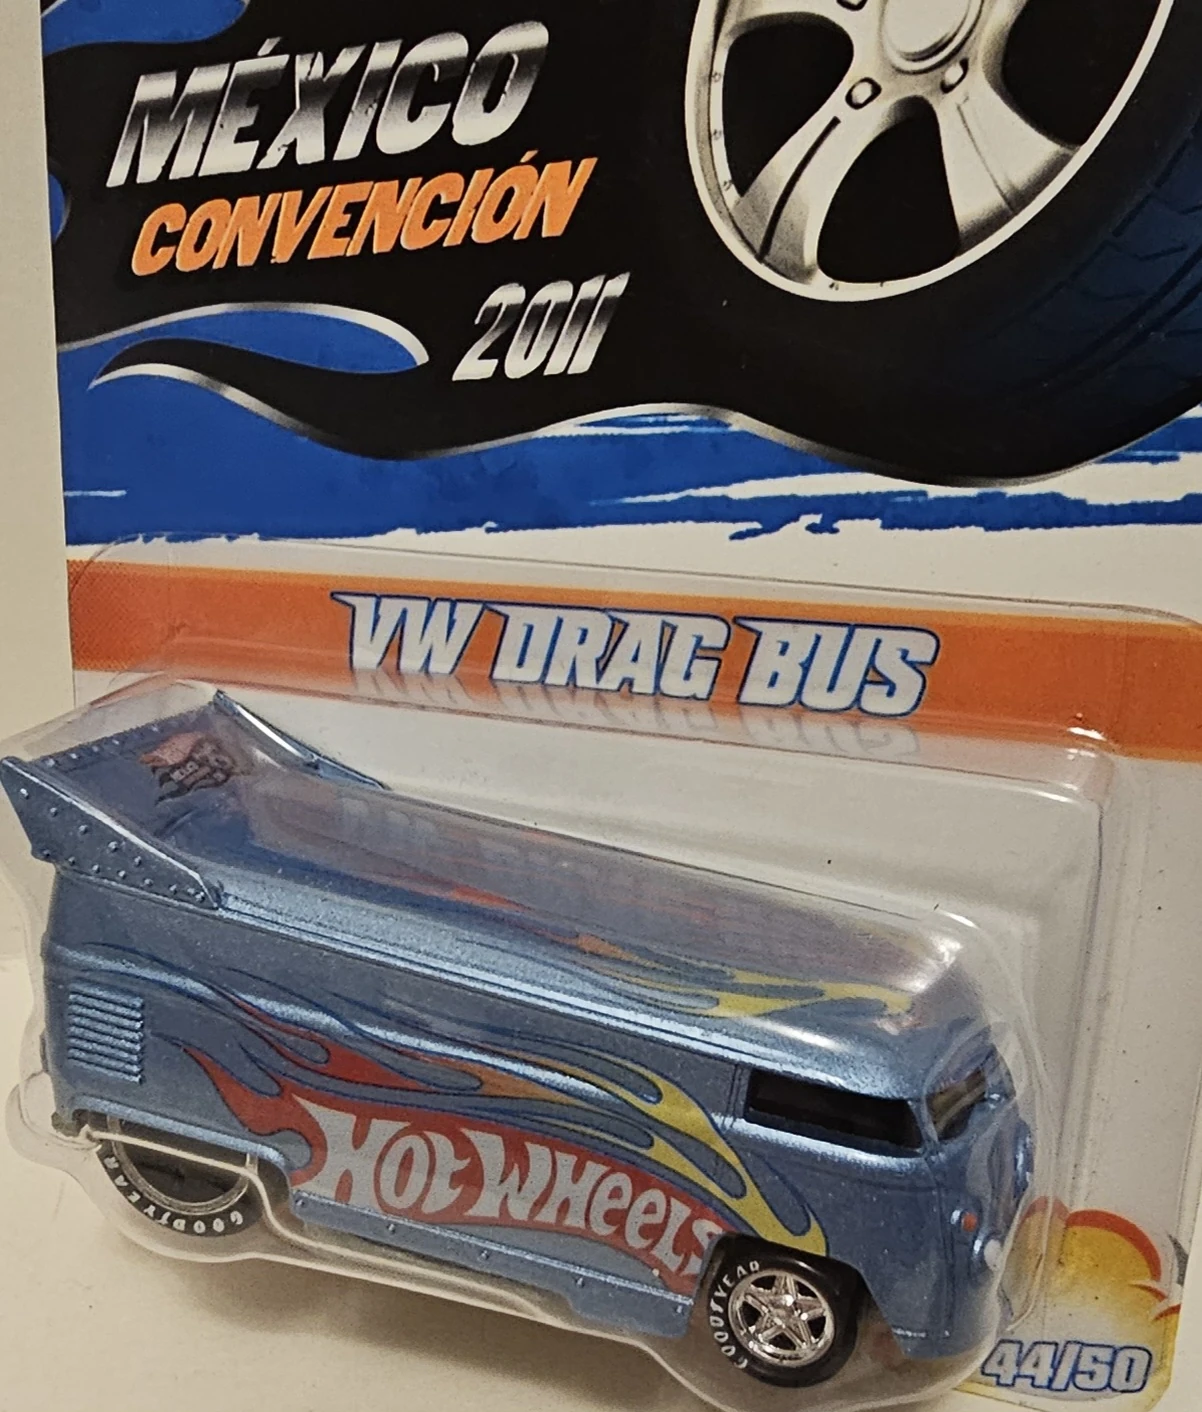 MÉXICO
CONVENCIÓN
2011
VW DRAG BUS
HOT WHEELS
GOODYEAR
GOODYEAR
44/50